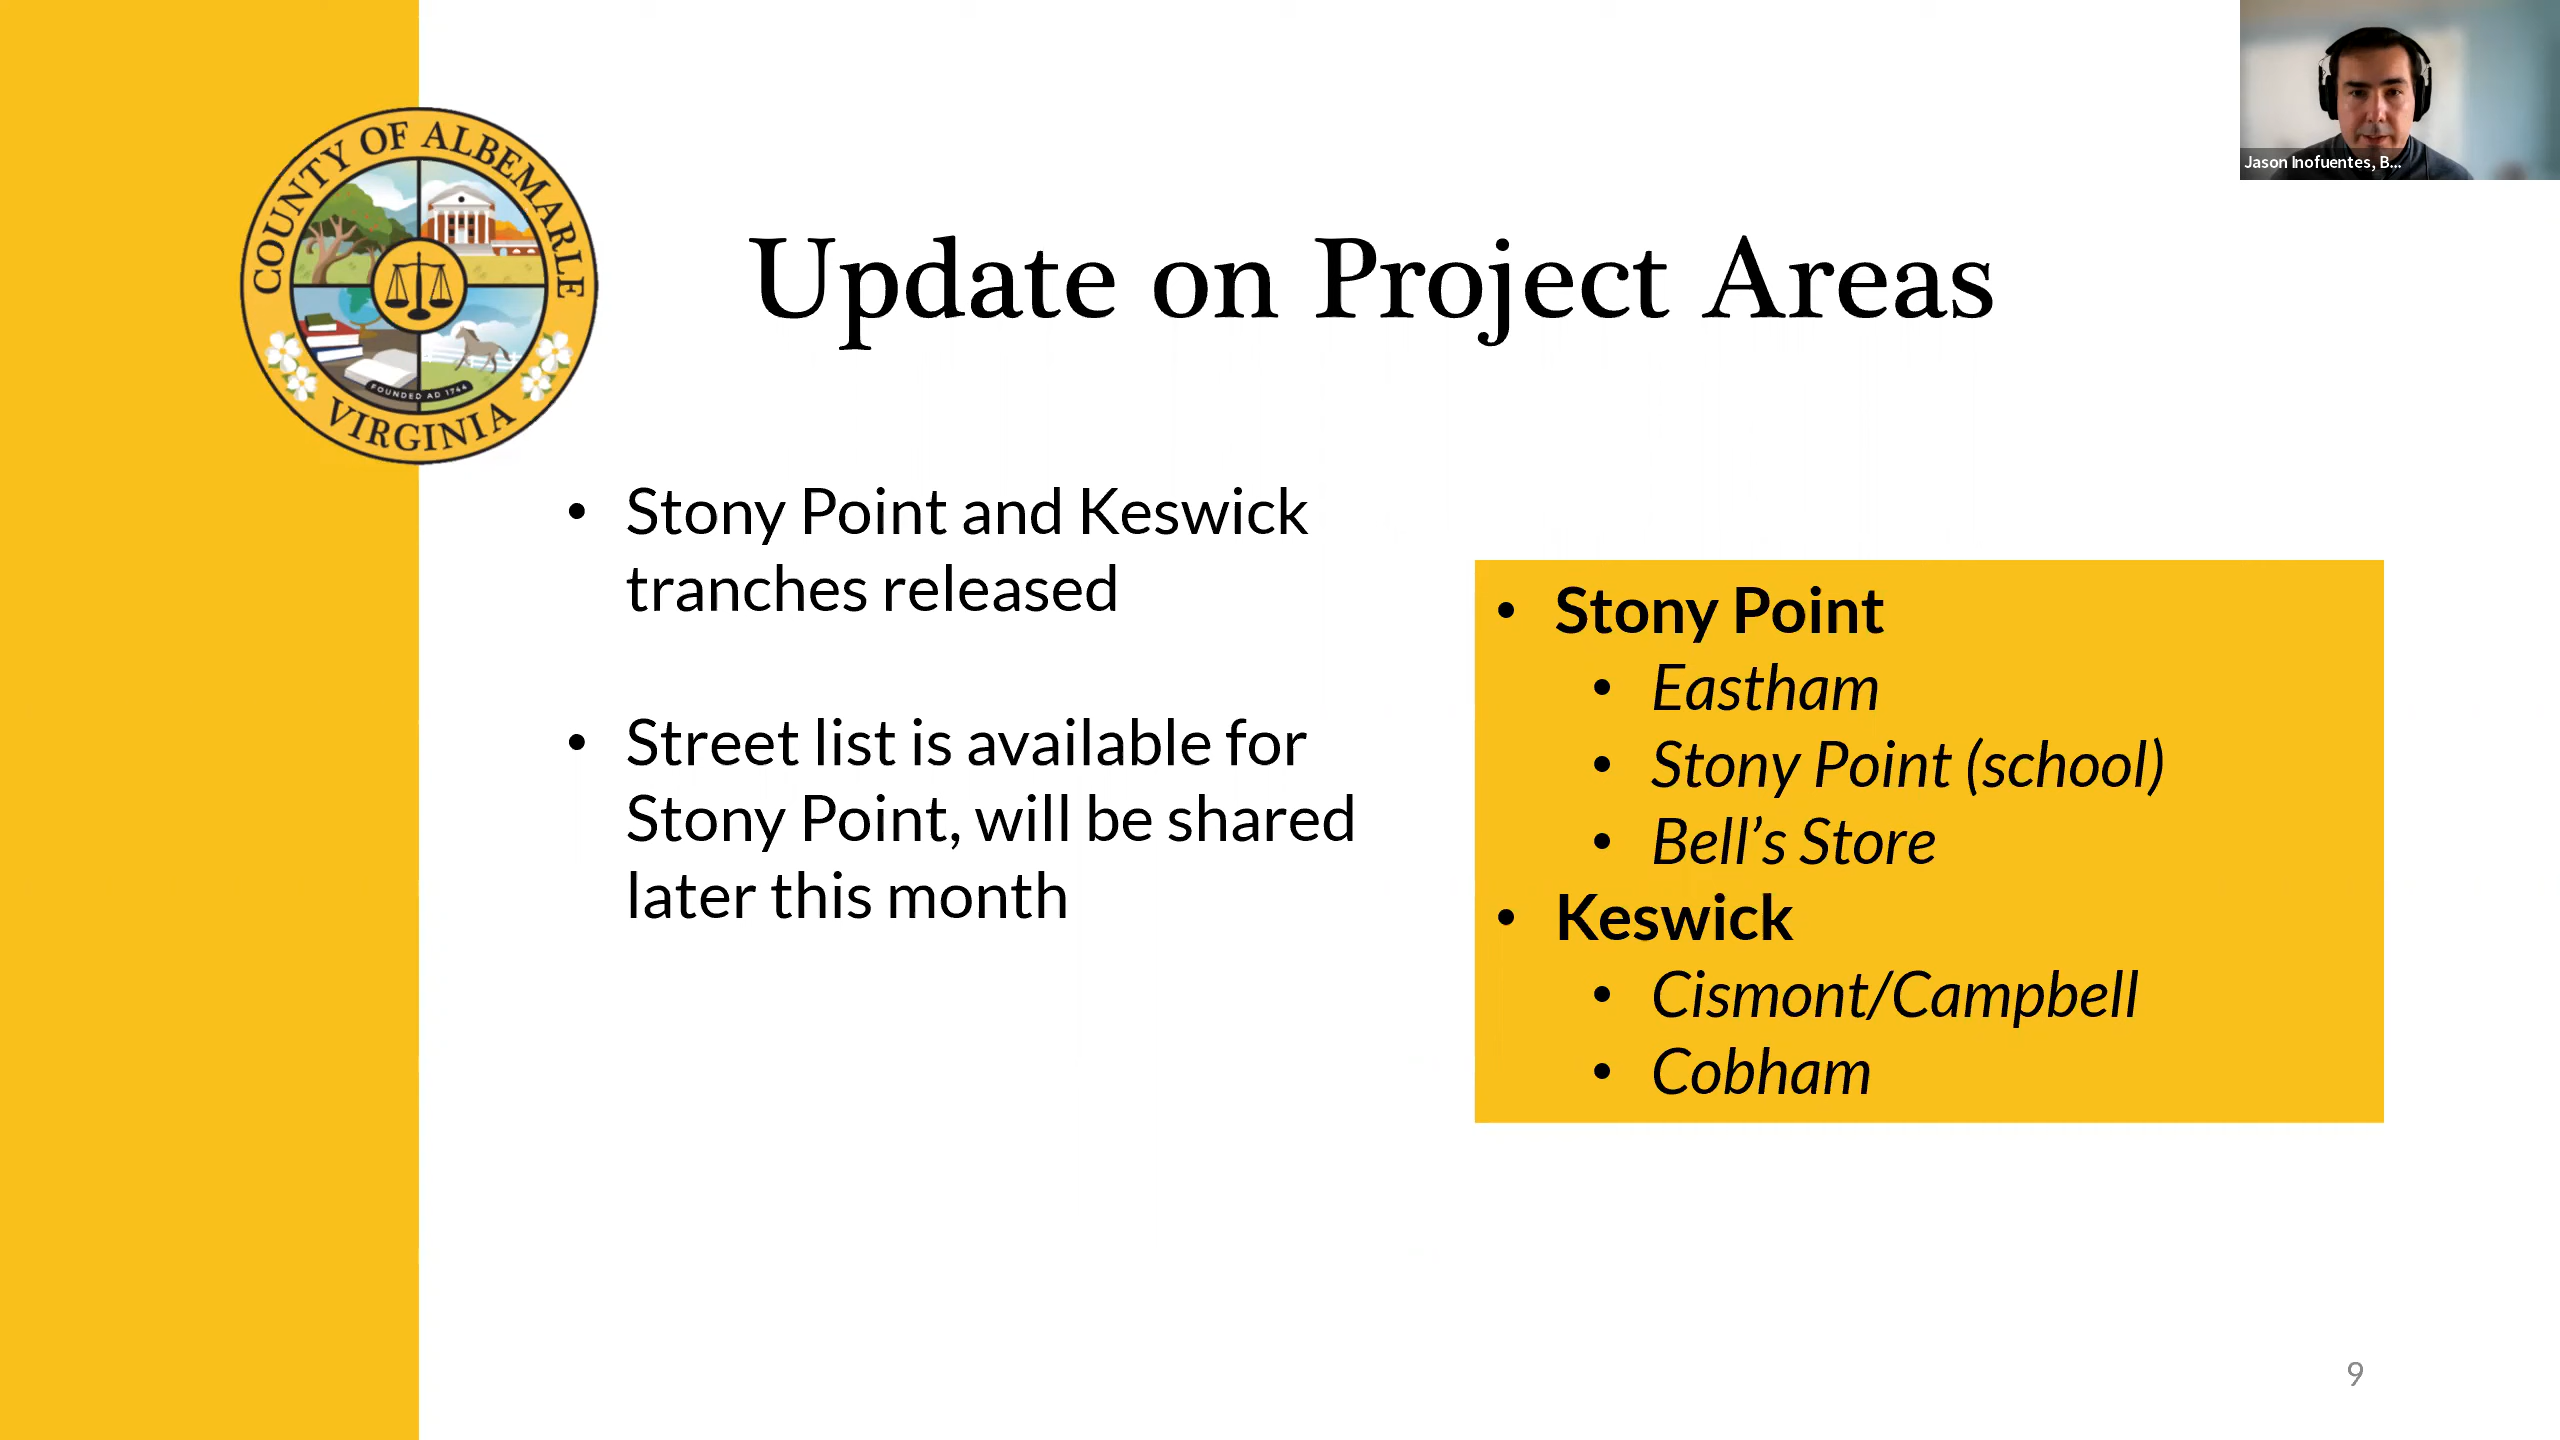 COUNTY OF ALBEMARLE
FOUNDED AD 1744
VIRGINIA
Jason Inofuentes, B...
Update on Project Areas
• Stony Point and Keswick
tranches released
• Street list is available for
Stony Point, will be shared
later this month
• Stony Point
• Eastham
• Stony Point (school)
• Bell’s Store
• Keswick
• Cismont/Campbell
• Cobham
9